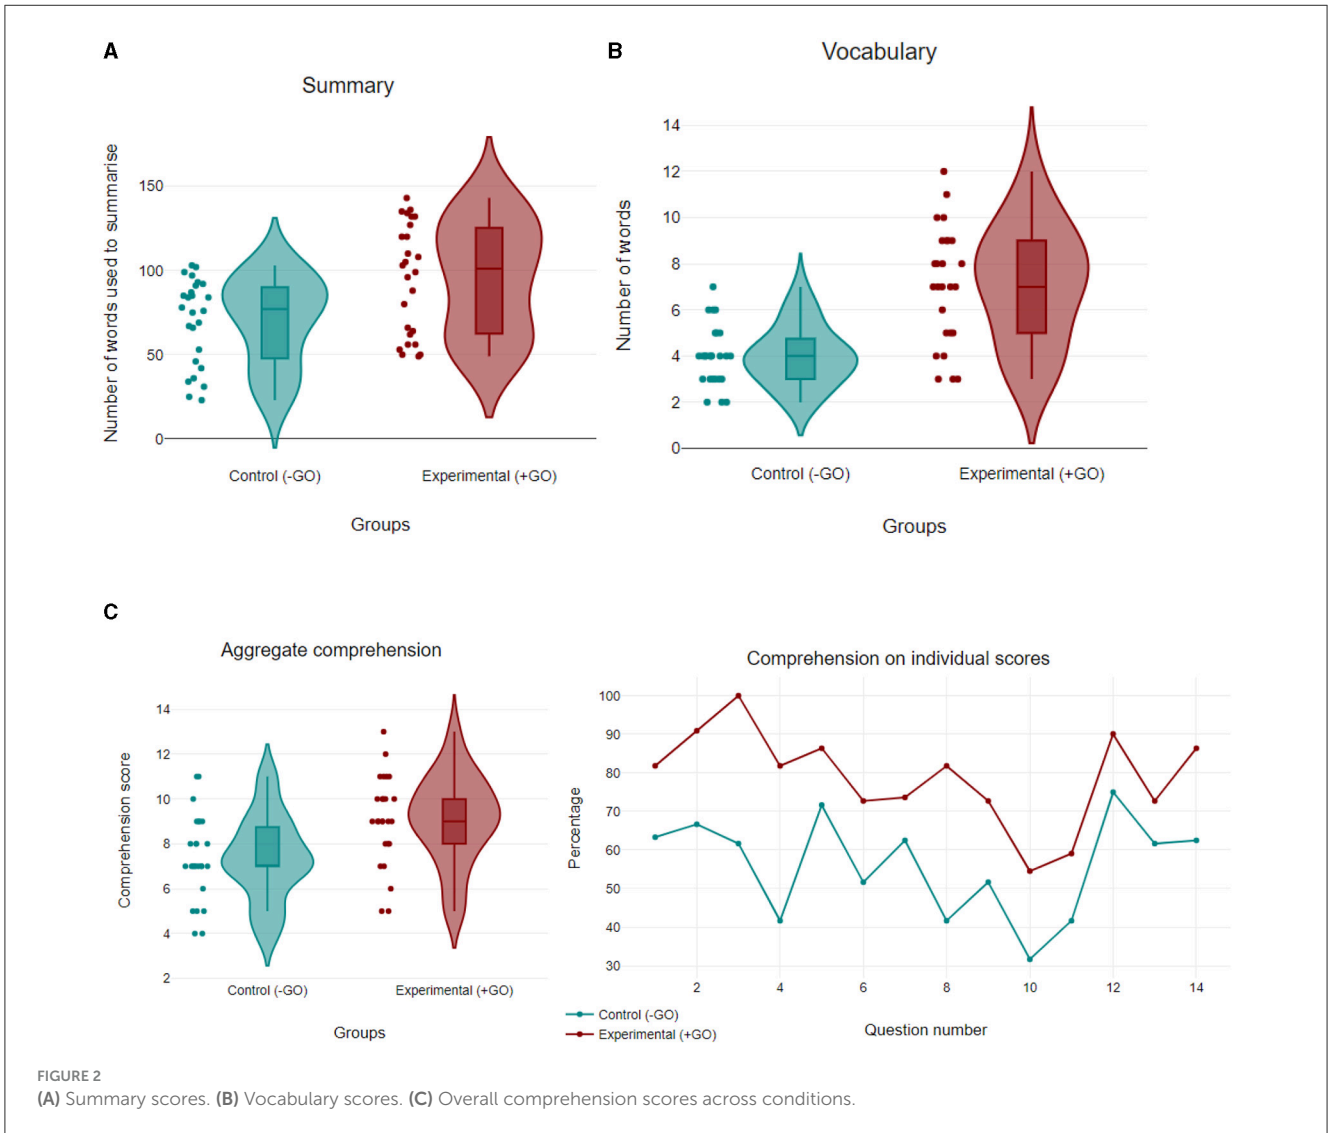 A
Summary
Number of words used to summarise
150
100
50
0
Control (-GO)
Experimental (+GO)
Groups
B
Vocabulary
Number of words
14
12
10
8
6
4
2
0
Control (-GO)
Experimental (+GO)
Groups
C
Aggregate comprehension
Comprehension score
14
12
10
8
6
4
2
Control (-GO)
Experimental (+GO)
Groups
Comprehension on individual scores
Percentage
100
90
80
70
60
50
40
30
2
4
6
8
10
12
14
Question number
Control (-GO)
Experimental (+GO)
FIGURE 2
(A) Summary scores. (B) Vocabulary scores. (C) Overall comprehension scores across conditions.